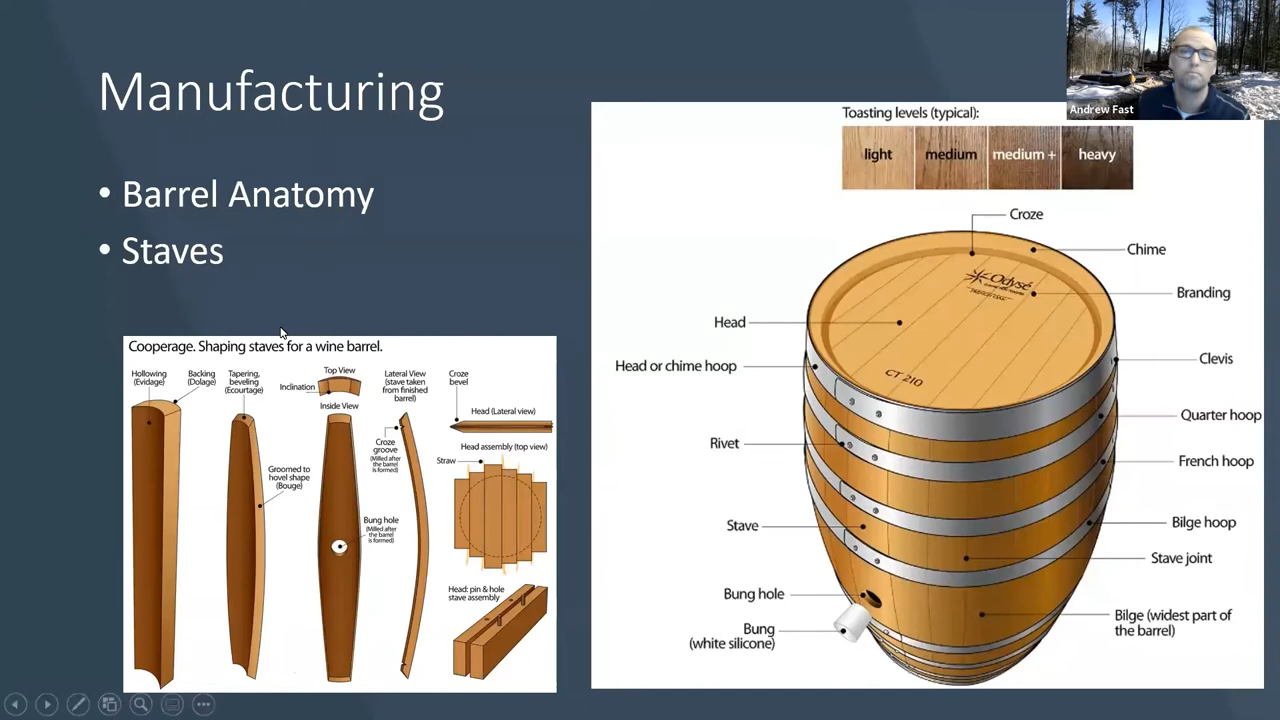 Manufacturing
• Barrel Anatomy
• Staves
Andrew Fast
Cooperage. Shaping staves for a wine barrel.
Hollowing
(Evidage)
Backing
(Dolage)
Tapering,
beveling
(Ecourtage)
Groomed to
hovel shape
(Bouge)
Top View
Inclination
Inside View
Bung hole
(Milled after
the barrel
is formed)
Lateral View
(stave taken
from finished
barrel)
Croze
groove
(Milled after
the barrel
is formed)
Croze
bevel
Head (Lateral view)
Head assembly (top view)
Straw
Head: pin & hole
stave assembly
Toasting levels (typical):
light
medium
medium +
heavy
Croze
Chime
Branding
Clevis
Quarter hoop
French hoop
Bilge hoop
Stave joint
Bilge (widest part of
the barrel)
Head
Head or chime hoop
Rivet
Stave
Bung hole
Bung
(white silicone)
Odysé
CT 210